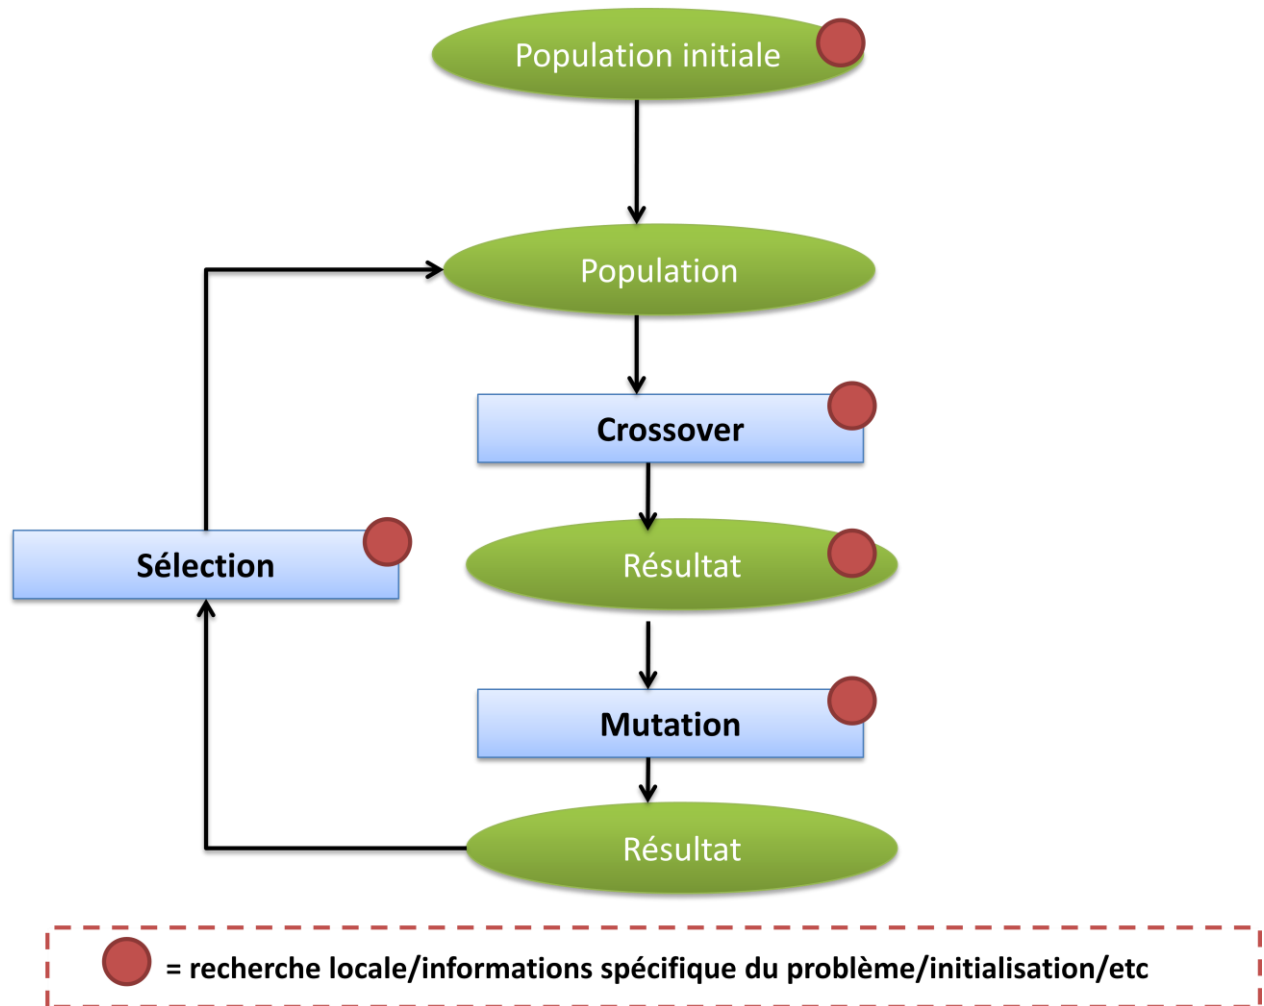 Population initiale
Population
Crossover
Sélection
Résultat
Mutation
Résultat
= recherche locale/informations spécifique du problème/initialisation/etc